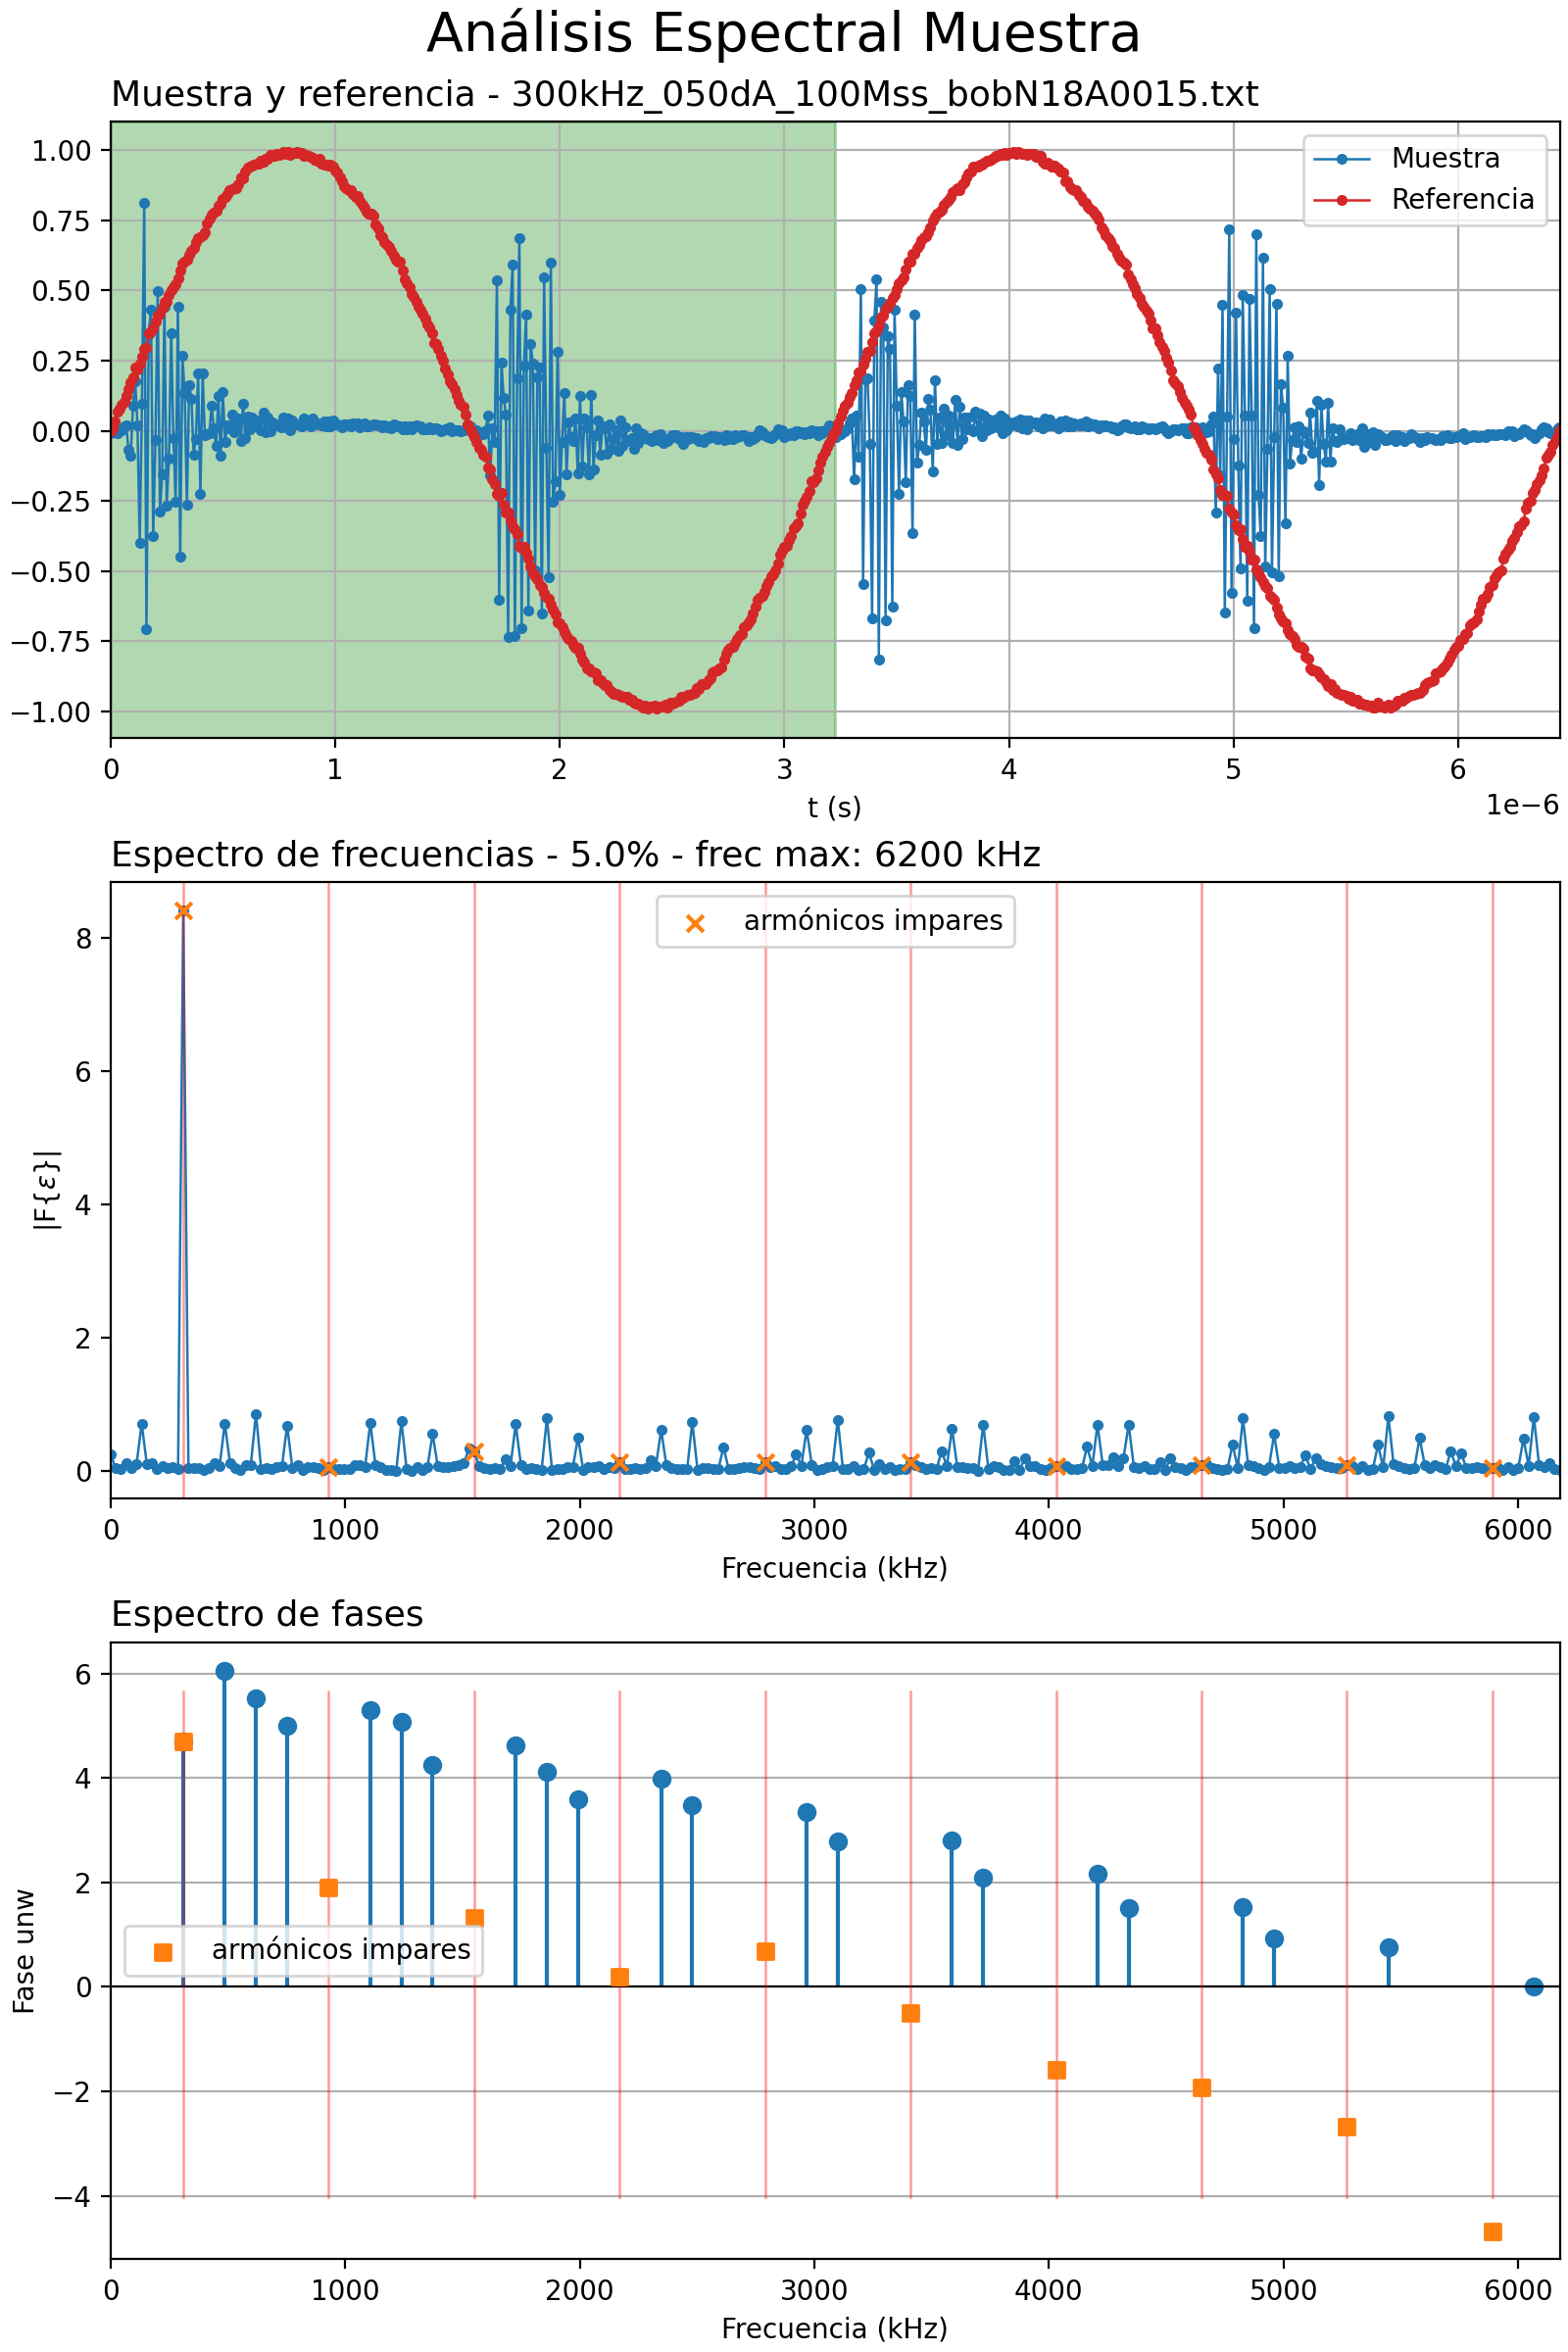 Análisis Espectral Muestra
Muestra y referencia - 300kHz_050dA_100Mss_bobN18A0015.txt
1.00
0.75
0.50
0.25
0.00
−0.25
−0.50
−0.75
−1.00
Muestra
Referencia
0 1 2 3 4 5 6
t (s)
1e−6
Espectro de frecuencias - 5.0% - frec max: 6200 kHz
armónicos impares
|F{ε}|
8
6
4
2
0
0 1000 2000 3000 4000 5000 6000
Frecuencia (kHz)
Espectro de fases
Fase unw
6
4
2
0
−2
−4
armónicos impares
0 1000 2000 3000 4000 5000 6000
Frecuencia (kHz)